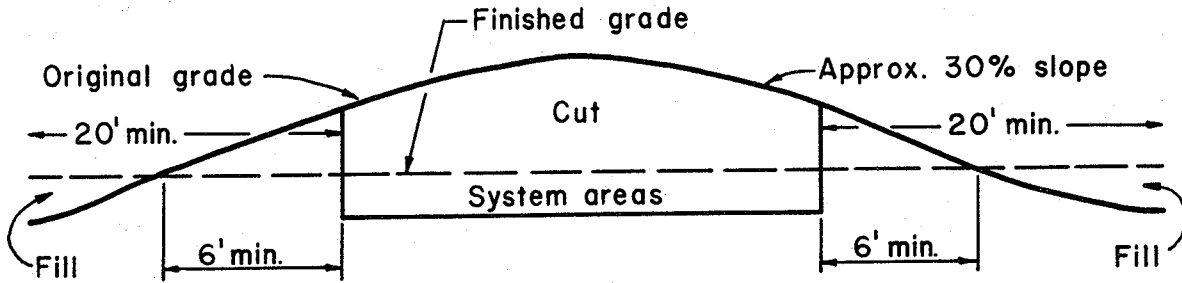 Finished grade
Original grade
Approx. 30% slope
Cut
20' min.
20' min.
System areas
6' min.
6' min.
Fill
Fill